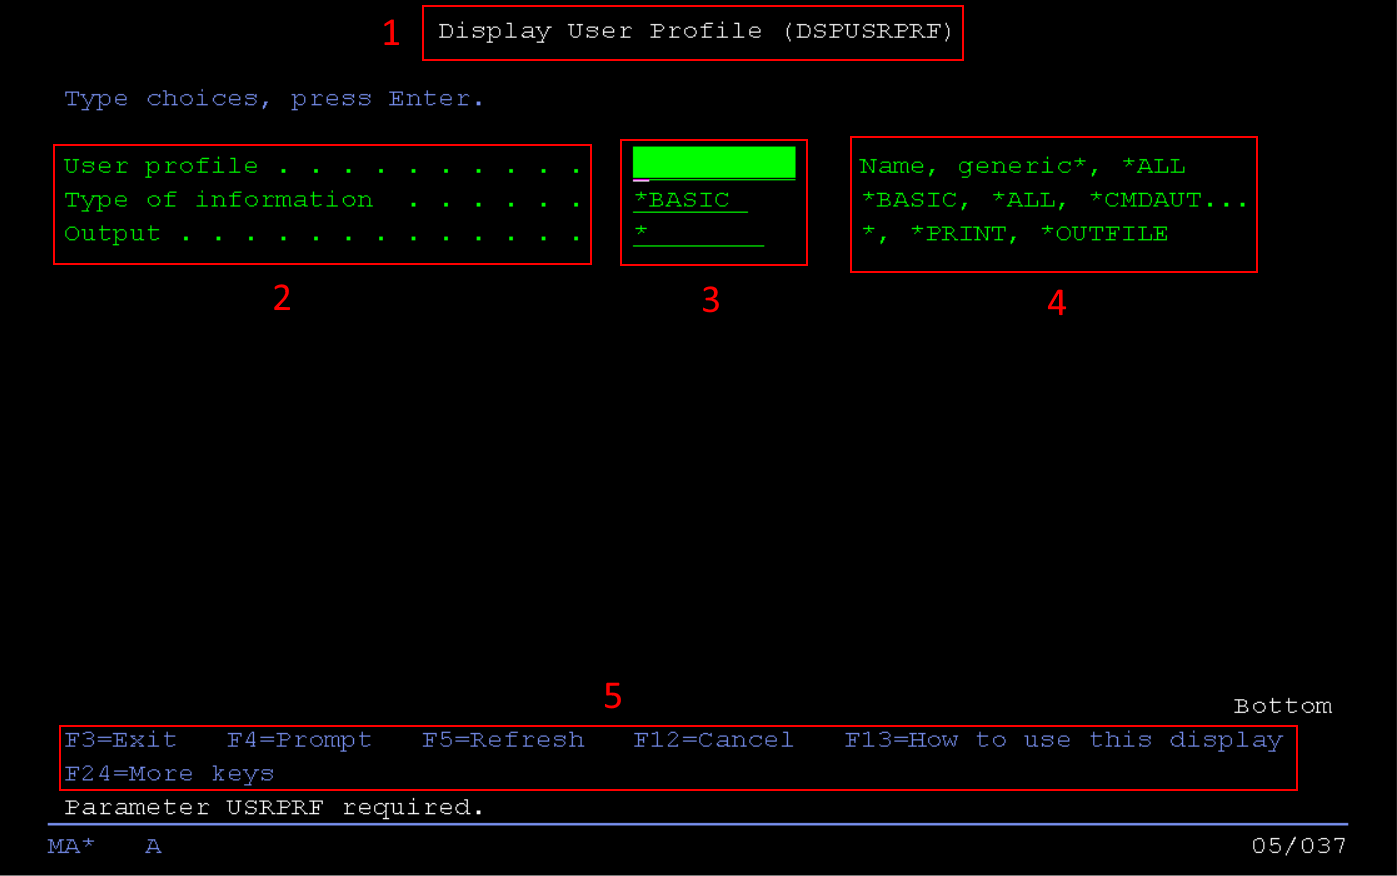 1 Display User Profile (DSPUSRPRF)
Type choices, press Enter.
User profile . . . . . . . . . . Name, generic*, *ALL
Type of information . . . . . . *BASIC *BASIC, *ALL, *CMDAUT...
Output . . . . . . . . . . . . . * *, *PRINT, *OUTFILE
2 3 4
5
Bottom
F3=Exit F4=Prompt F5=Refresh F12=Cancel F13=How to use this display
F24=More keys
Parameter USRPRF required.
MA* A 05/037